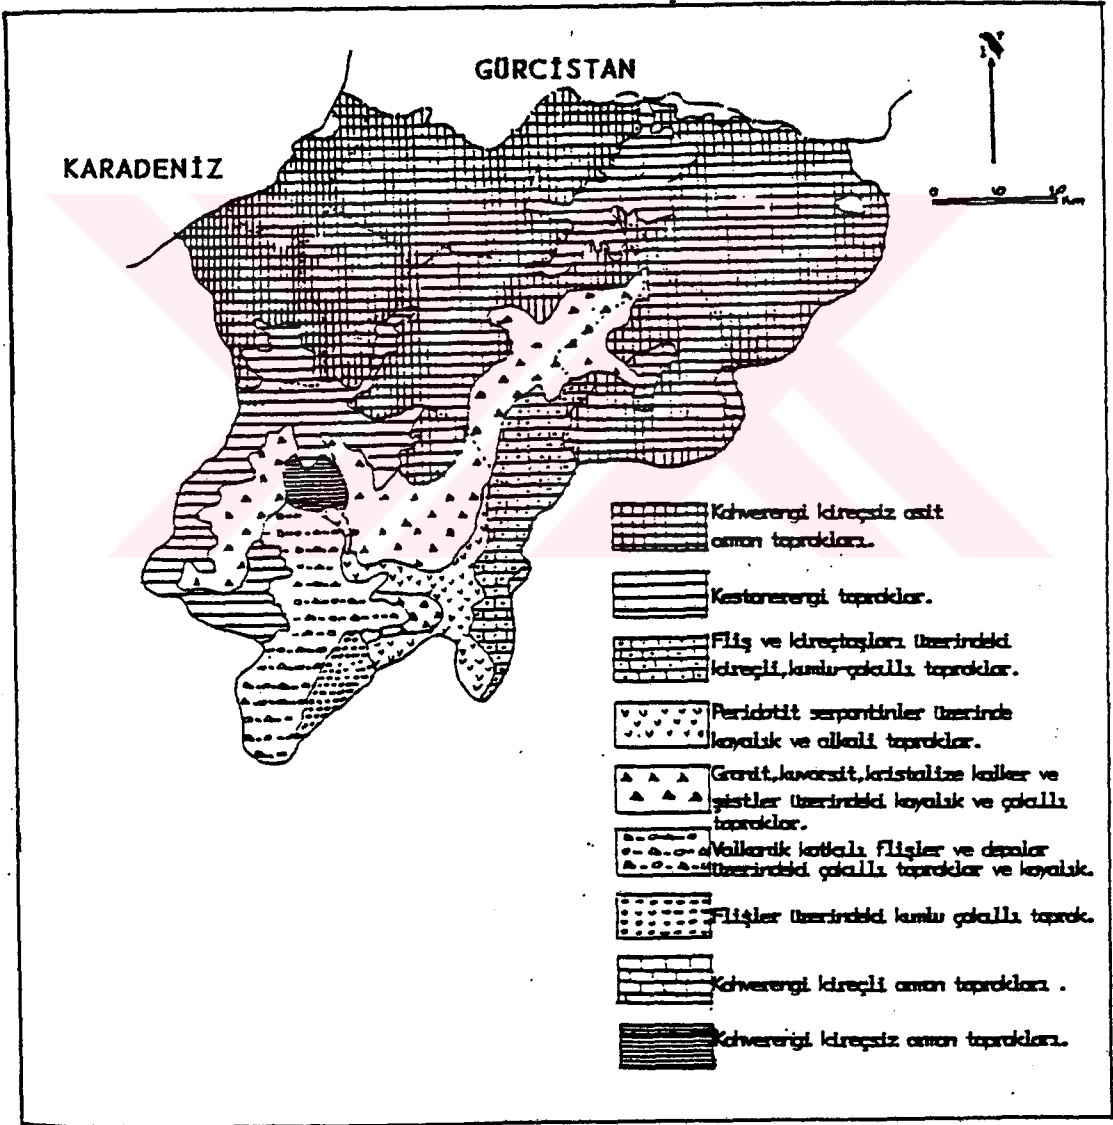 GÜRCİSTAN
KARADENİZ
0
10
Km
Kahverengi kireçsiz asit
orman toprakları.
Kestanerengi topraklar.
Fliş ve kireçtaşları üzerindeki
kireçli,kumlu-çakıllı topraklar.
Peridotit serpantinler üzerinde
kayalık ve alkali topraklar.
Granit,kuvarsit,kristalize kalker ve
şistler üzerindeki kayalık ve çakıllı
topraklar.
Volkanik katkılı flişler ve depolar
üzerindeki çakıllı topraklar ve kayalık.
Flişler üzerindeki kumlu çakıllı toprak.
Kahverengi kireçli orman toprakları .
Kahverengi kireçsiz orman toprakları.